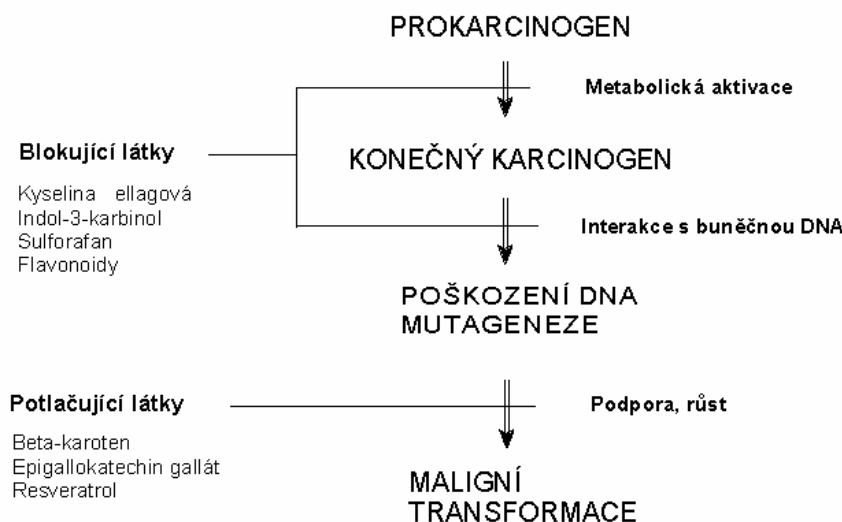 PROKARCINOGEN
Metabolická aktivace
Blokující látky
KONEČNÝ KARCINOGEN
Kyselina ellagová
Indol-3-karbinol
Sulforafan
Flavonoidy
Interakce s buněčnou DNA
POŠKOZENÍ DNA
MUTAGENEZE
Potlačující látky
Podpora, růst
Beta-karoten
Epigallokatechin gallát
Resveratrol
MALIGNÍ
TRANSFORMACE